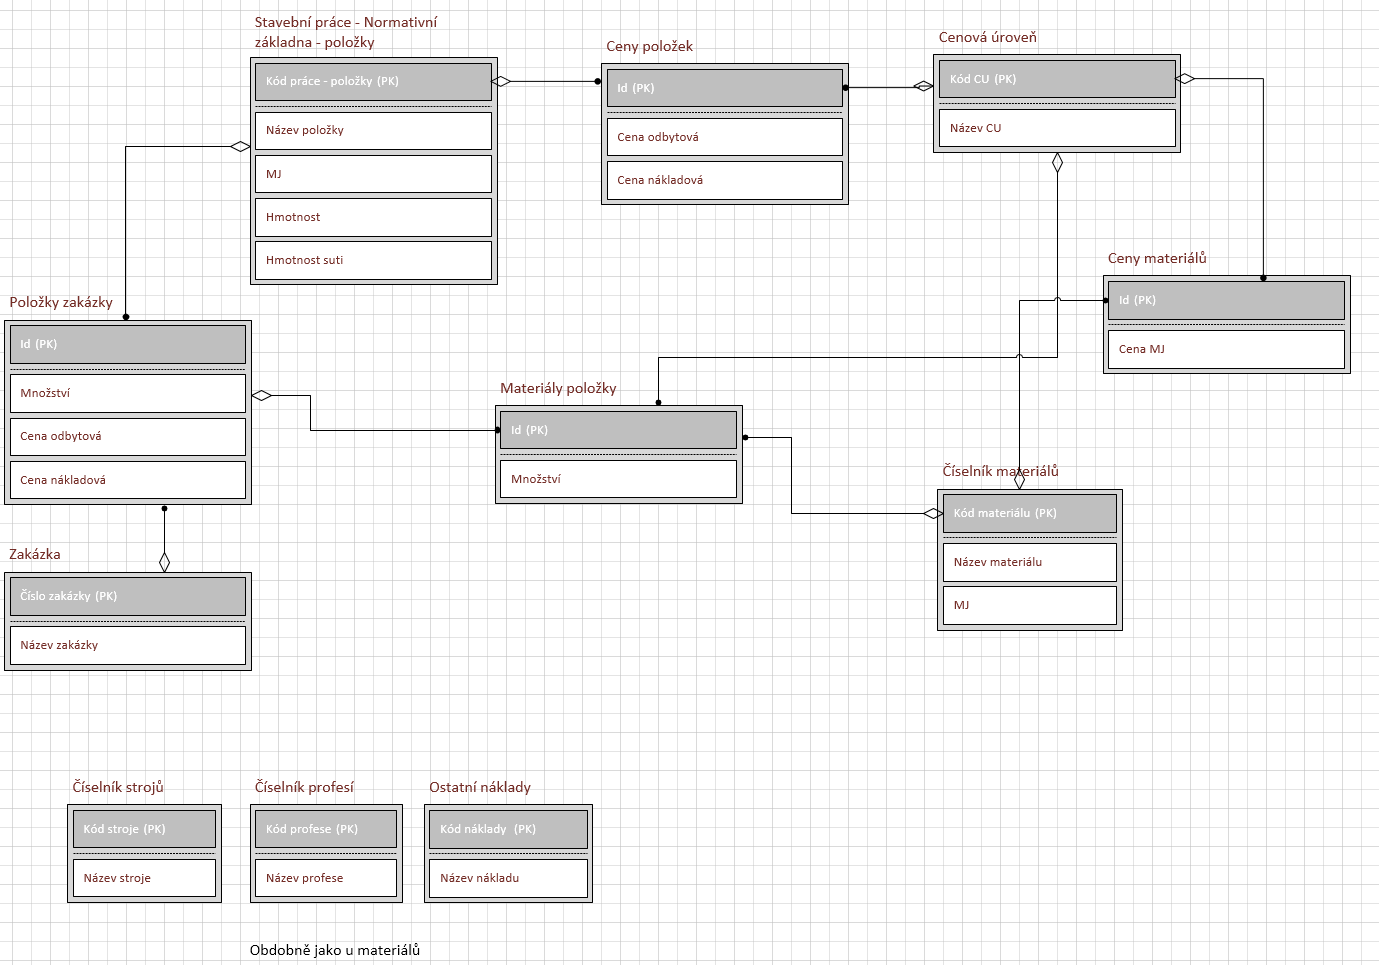 Stavební práce - Normativní
základna - položky
Kód práce - položky (PK)
Název položky
MJ
Hmotnost
Hmotnost suti
Ceny položek
Id (PK)
Cena odbytová
Cena nákladová
Cenová úroveň
Kód CU (PK)
Název CU
Ceny materiálů
Id (PK)
Cena MJ
Položky zakázky
Id (PK)
Množství
Cena odbytová
Cena nákladová
Materiály položky
Id (PK)
Množství
Číselník materiálů
Kód materiálu (PK)
Název materiálu
MJ
Zakázka
Číslo zakázky (PK)
Název zakázky
Číselník strojů
Kód stroje (PK)
Název stroje
Číselník profesí
Kód profese (PK)
Název profese
Ostatní náklady
Kód náklady (PK)
Název nákladu
Obdobně jako u materiálů